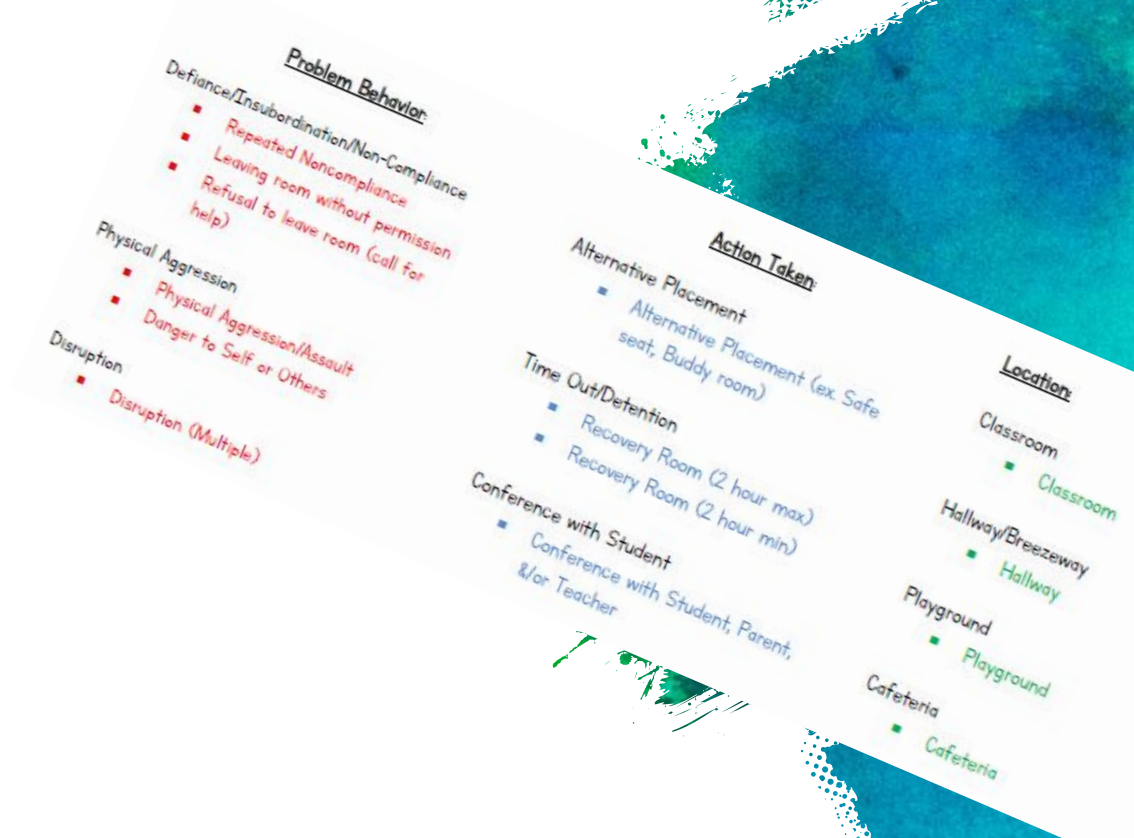 Problem Behavior:
Defiance/Insubordination/Non-Compliance
Repeated Noncompliance
Leaving room without permission
Refusal to leave room (call for
help)
Physical Aggression
Physical Aggression/Assault
Danger to Self or Others
Disruption
Disruption (Multiple)
Action Taken:
Alternative Placement
Alternative Placement (ex. Safe
seat, Buddy room)
Time Out/Detention
Recovery Room (2 hour max)
Recovery Room (2 hour min)
Conference with Student
Conference with Student, Parent,
&/or Teacher
Location:
Classroom
Classroom
Hallway/Breezeway
Hallway
Playground
Playground
Cafeteria
Cafeteria